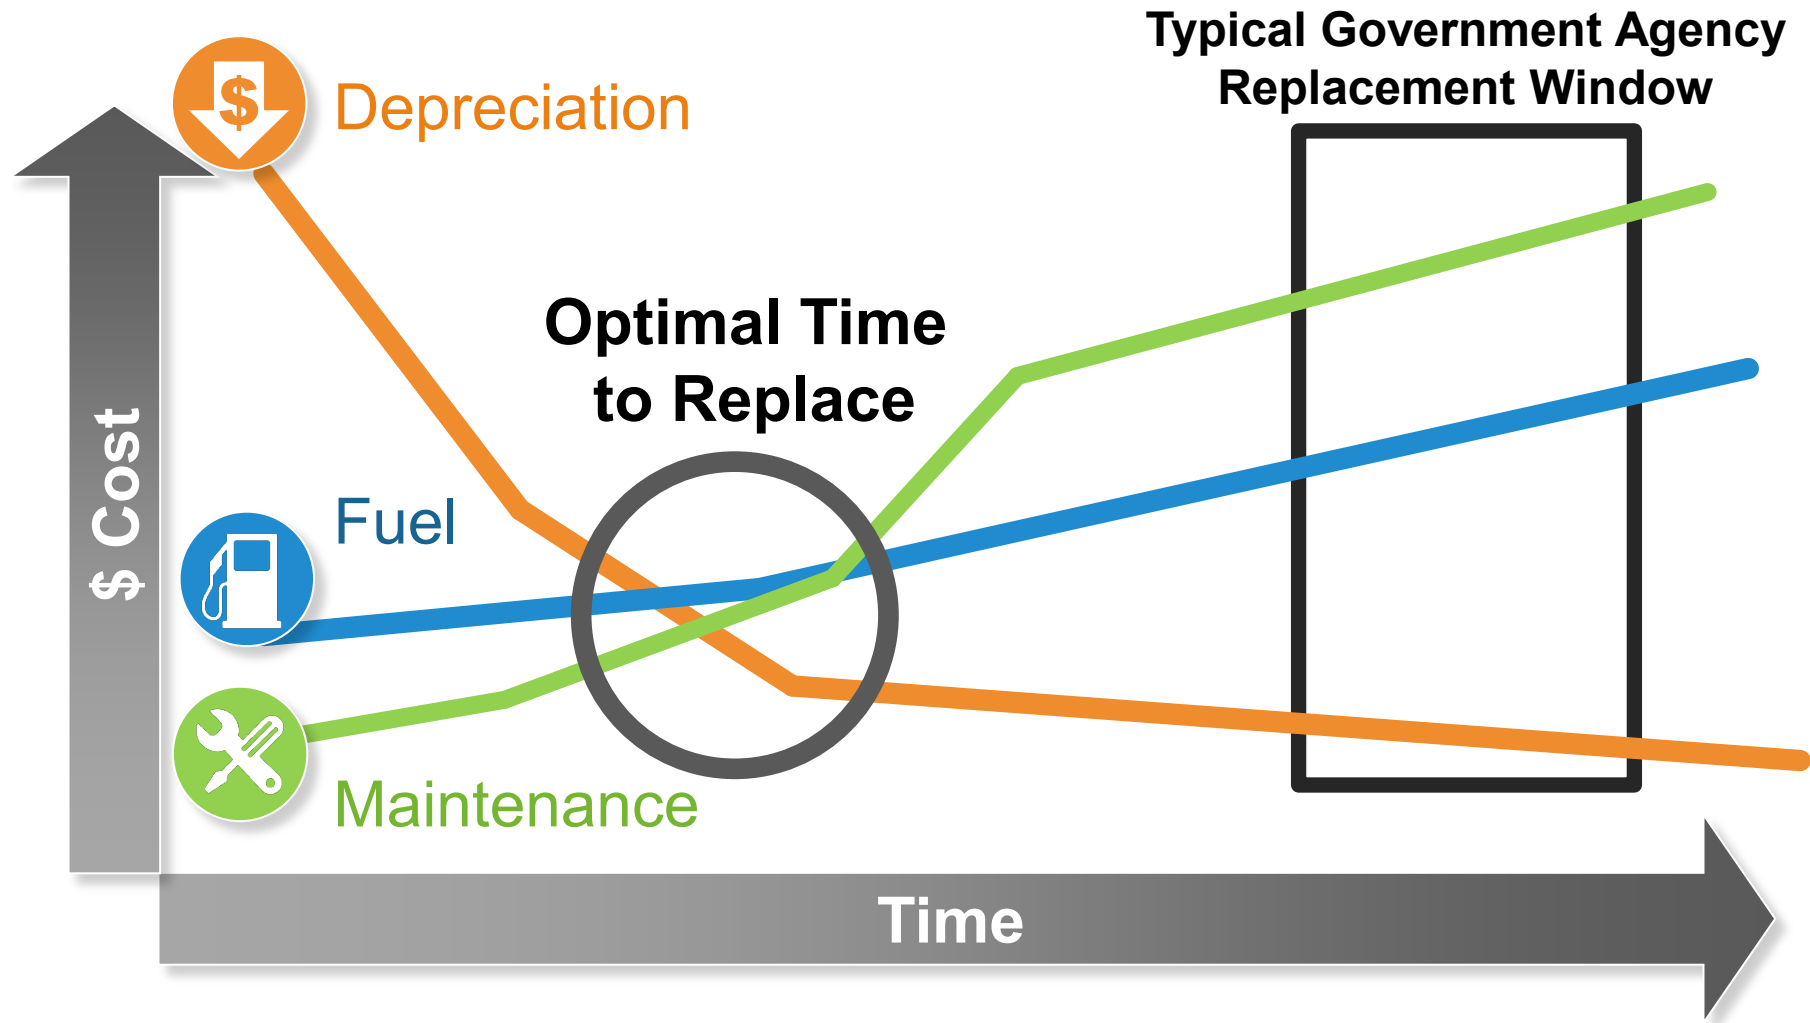 Typical Government Agency
Replacement Window
$
Depreciation
Optimal Time
to Replace
$ Cost
Fuel
Maintenance
Time